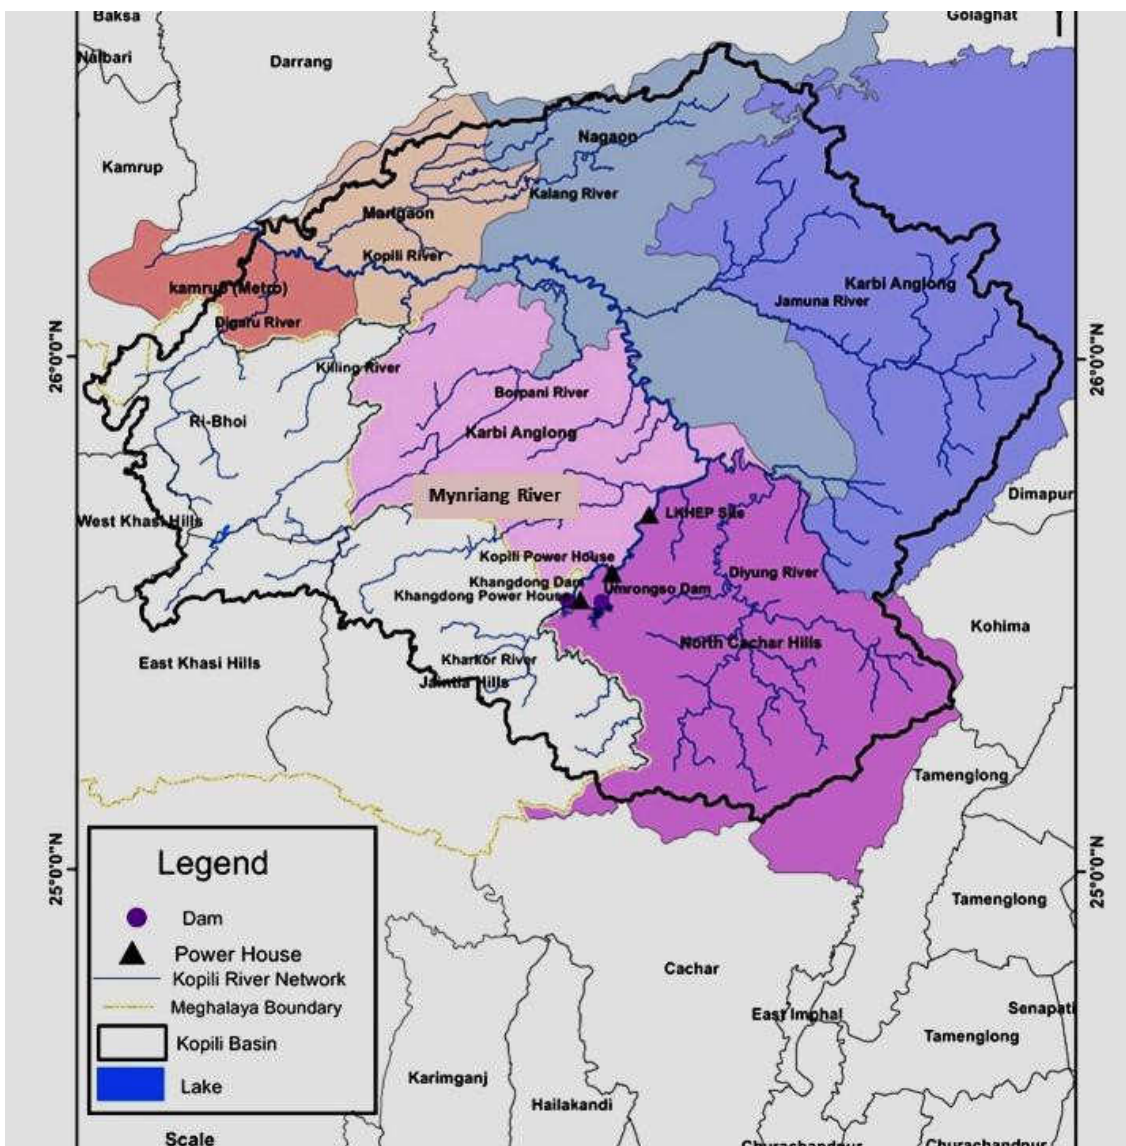 Baksa
Golaghat
Nalbari
Darrang
Nagaon
Kamrup
Kalang River
Marigaon
Kopili River
kamrup (Metro)
Karbi Anglong
Jamuna River
Digaru River
26°0'0"N
26°0'0"N
Killing River
Borpani River
Ri-Bhoi
Karbi Anglong
Mynriang River
Dimapur
West Khasi Hills
LKHEP Site
Kopili Power House
Diyung River
Khangdong Dam
Umrongso Dam
Khangdong Power House
Kohima
North Cachar Hills
East Khasi Hills
Kharkor River
Jaintia Hills
Tamenglong
25°0'0"N
25°0'0"N
Legend
Dam
Power House
Kopili River Network
Meghalaya Boundary
Kopili Basin
Lake
Tamenglong
Cachar
East Imphal
Senapati
Tamenglong
Karimganj
Hailakandi
Scale
Churachandpur
Churachandpur